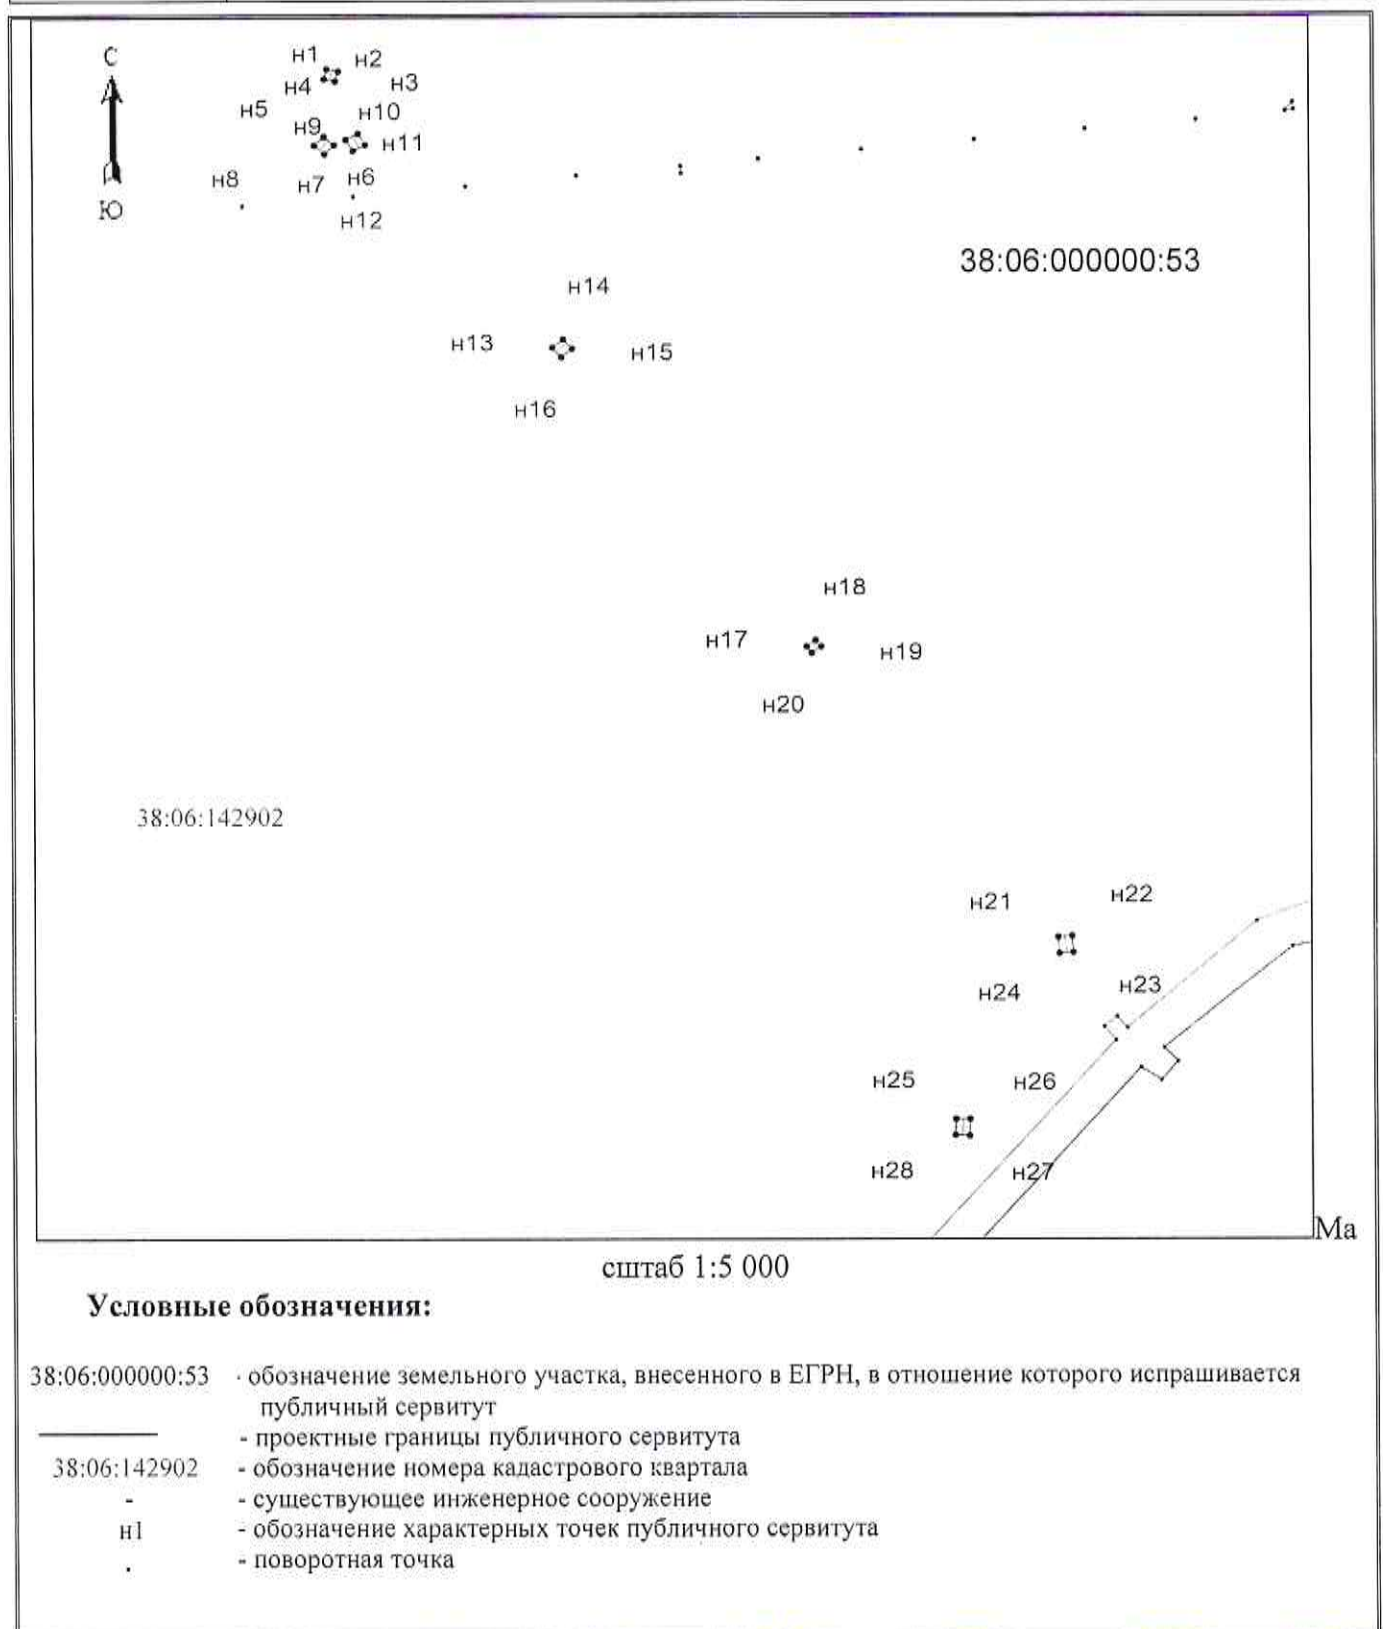 С
н1
н2
н4
н3
н5
н10
н9
н11
н8
н7
н6
Ю
н12
38:06:000000:53
н14
н13
н15
н16
н18
н17
н19
н20
38:06:142902
н21
н22
н24
н23
н25
н26
н28
н27
Ма
сштаб 1:5 000
Условные обозначения:
38:06:000000:53 - обозначение земельного участка, внесенного в ЕГРН, в отношение которого испрашивается
публичный сервитут
- проектные границы публичного сервитута
38:06:142902 - обозначение номера кадастрового квартала
- - существующее инженерное сооружение
н1 - обозначение характерных точек публичного сервитута
. - поворотная точка